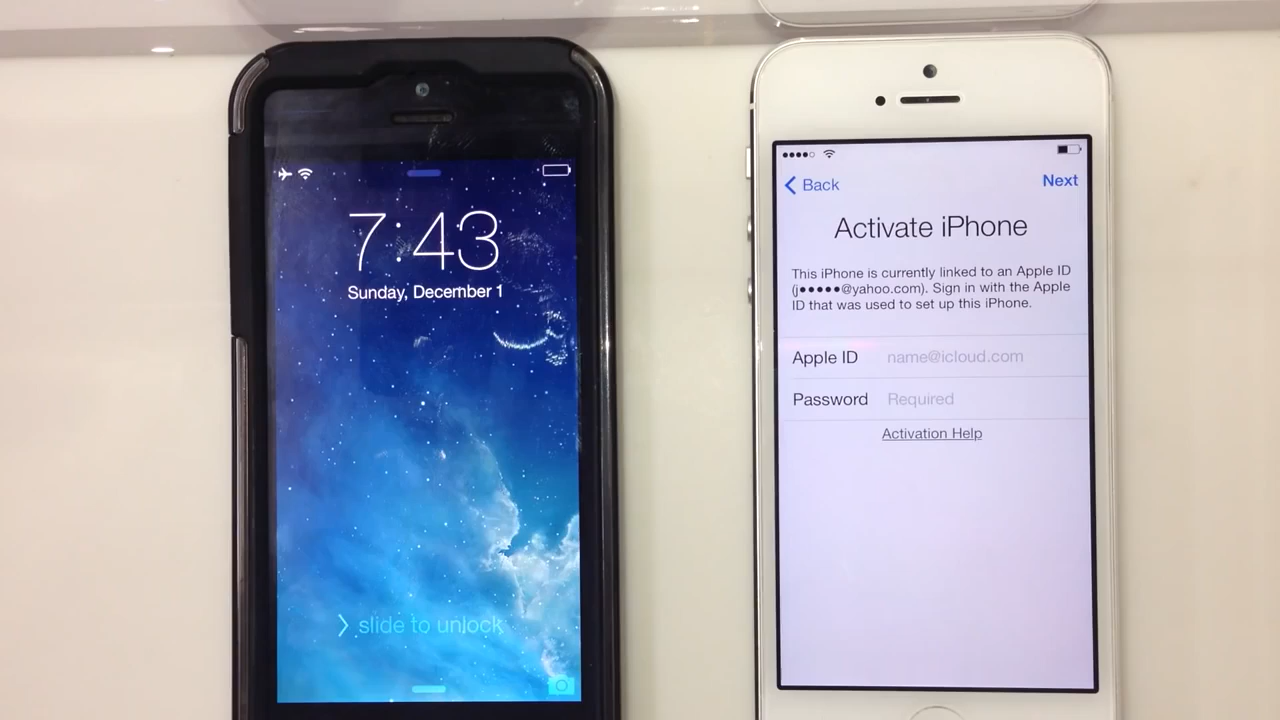 7:43
Sunday, December 1
slide to unlock
Back
Next
Activate iPhone
This iPhone is currently linked to an Apple ID
(j●●●●●@yahoo.com). Sign in with the Apple
ID that was used to set up this iPhone.
Apple ID name@icloud.com
Password Required
Activation Help